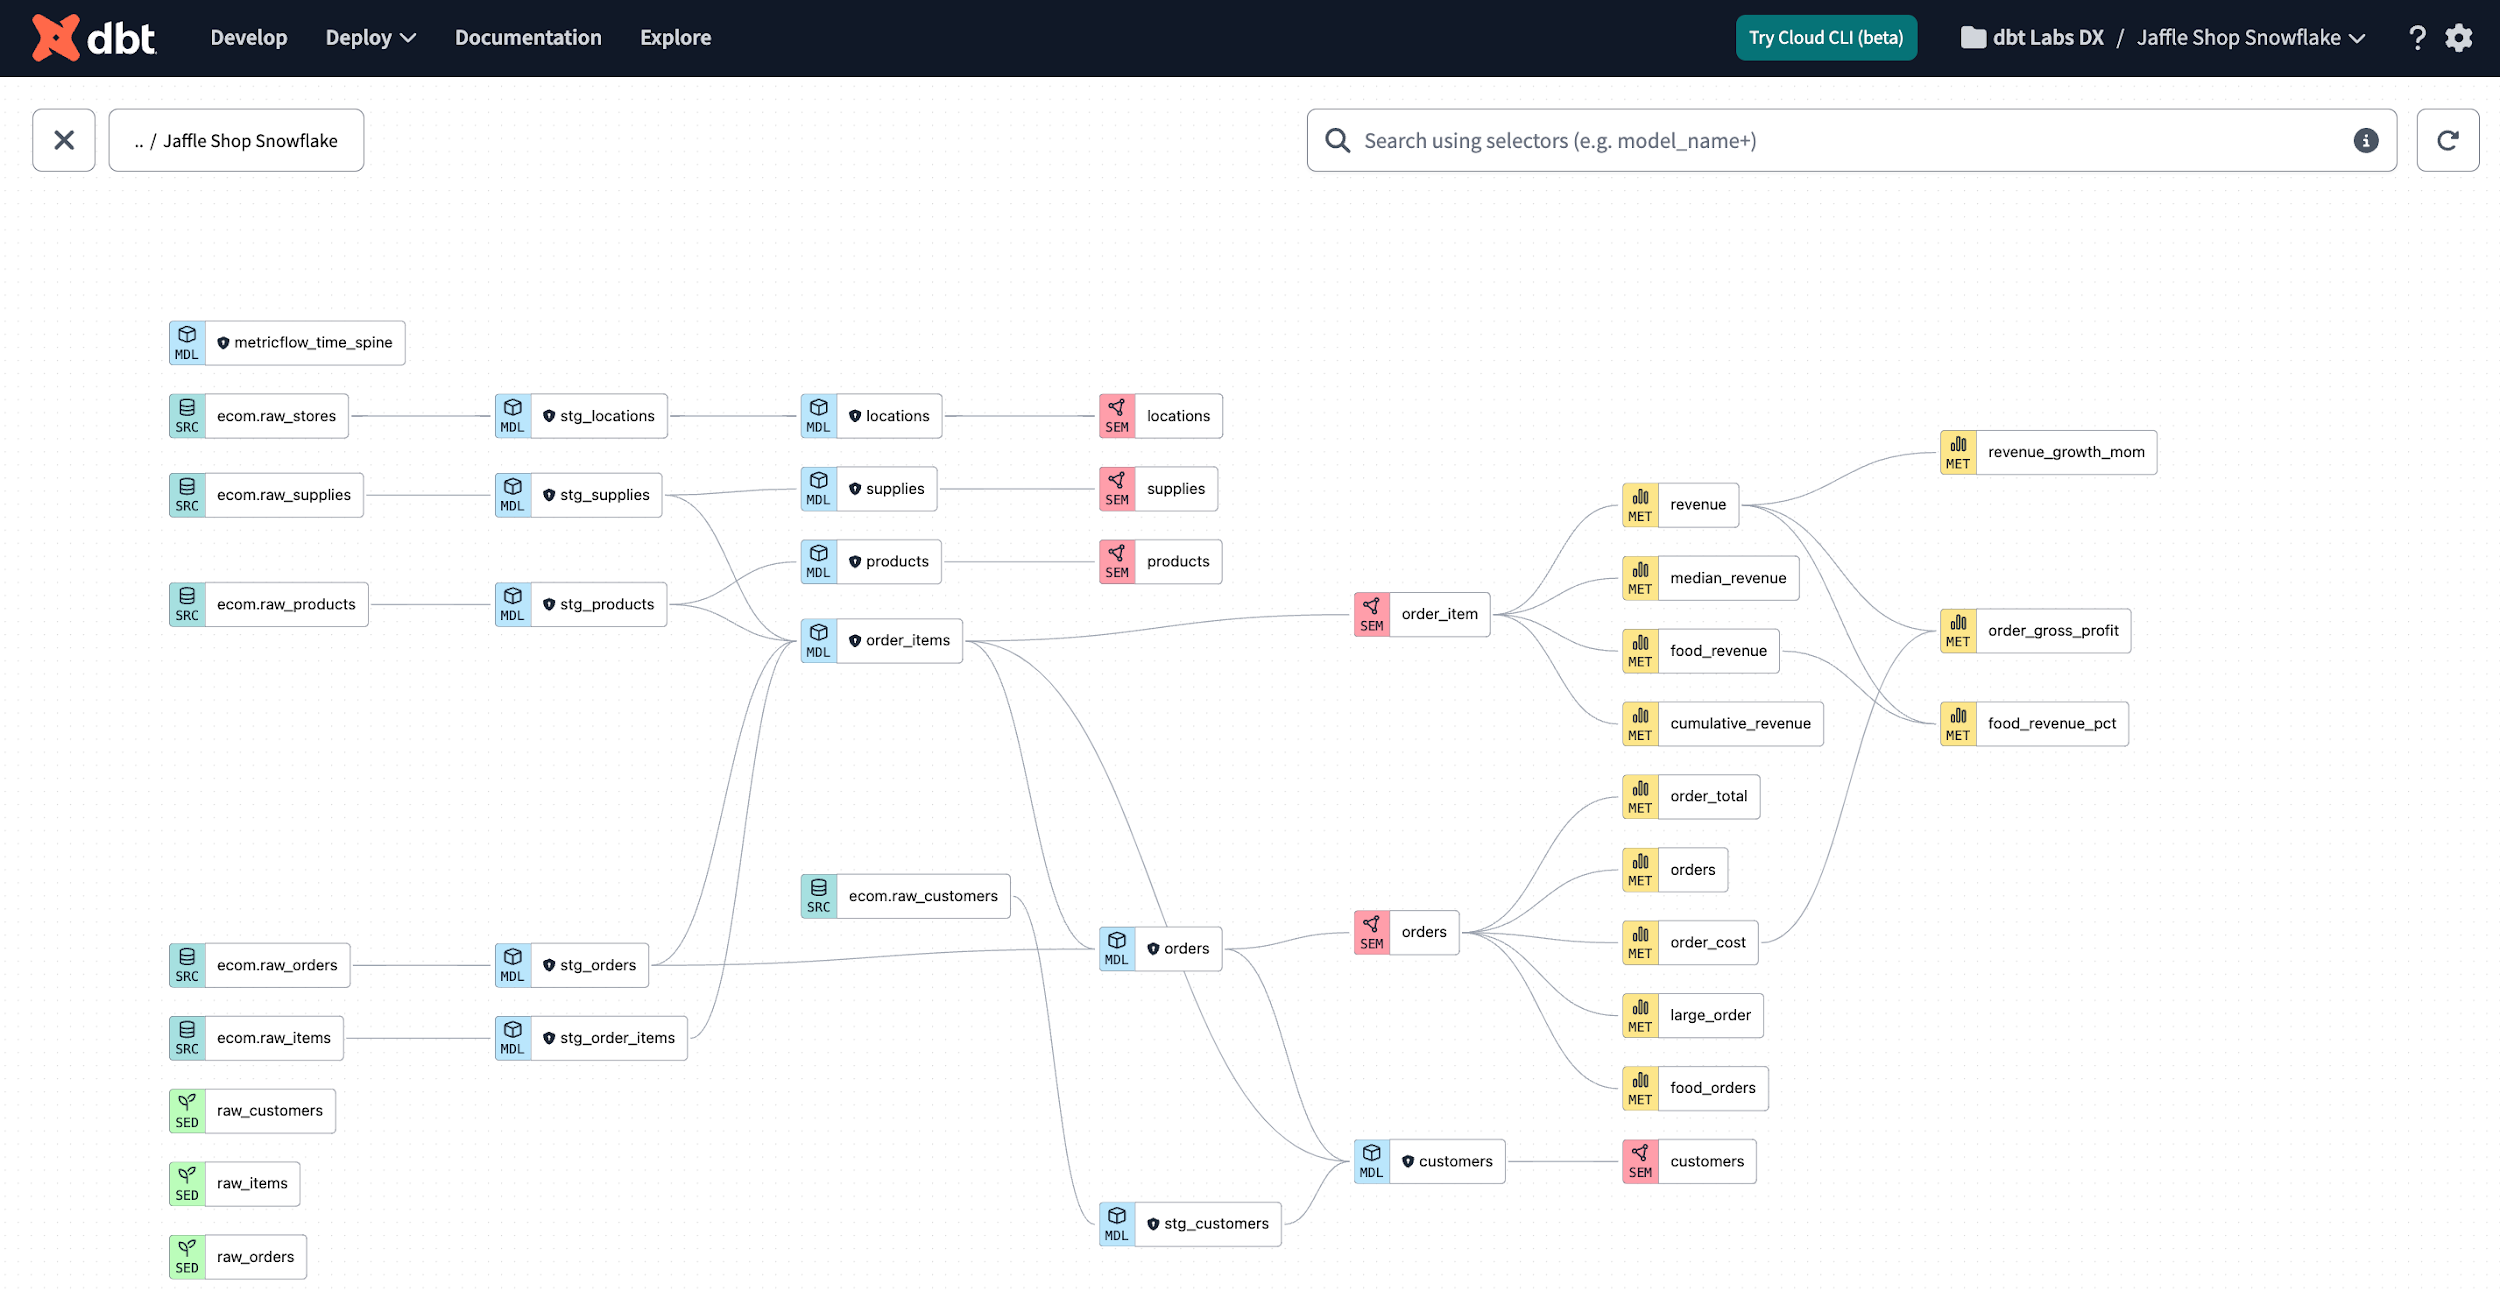 dbt
Develop
Deploy
Documentation
Explore
Try Cloud CLI (beta)
dbt Labs DX / Jaffle Shop Snowflake
?
.. / Jaffle Shop Snowflake
Search using selectors (e.g. model_name+)
MDL metricflow_time_spine
SRC ecom.raw_stores
MDL stg_locations
MDL locations
SEM locations
SRC ecom.raw_supplies
MDL stg_supplies
MDL supplies
SEM supplies
MDL products
SEM products
SRC ecom.raw_products
MDL stg_products
MDL order_items
SEM order_item
MET revenue
MET median_revenue
MET food_revenue
MET cumulative_revenue
MET revenue_growth_mom
MET order_gross_profit
MET food_revenue_pct
SRC ecom.raw_customers
SRC ecom.raw_orders
MDL stg_orders
MDL orders
SEM orders
MET order_total
MET orders
MET order_cost
MET large_order
MET food_orders
SRC ecom.raw_items
MDL stg_order_items
SED raw_customers
SED raw_items
SED raw_orders
MDL stg_customers
MDL customers
SEM customers